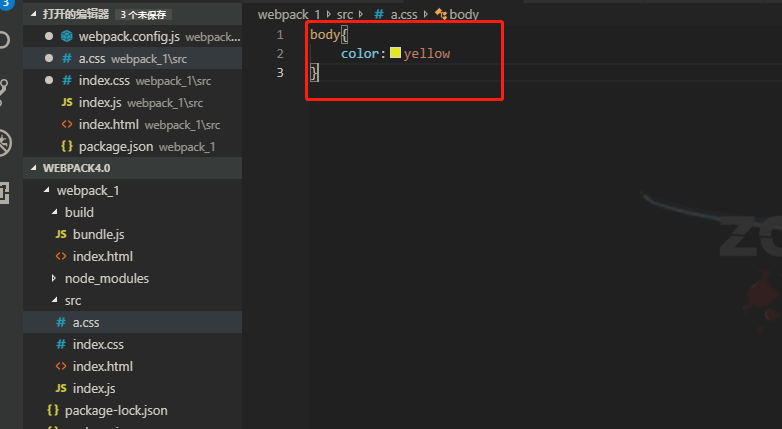 3
打开的编辑器 3 个未保存
webpack.config.js webpack...
# a.css webpack_1\src
# index.css webpack_1\src
JS index.js webpack_1\src
<> index.html webpack_1\src
{} package.json webpack_1
WEBPACK4.0
webpack_1
build
JS bundle.js
<> index.html
node_modules
src
# a.css
# index.css
<> index.html
JS index.js
{} package-lock.json
webpack_1 src # a.css body
1 body{
2 color:yellow
3 }